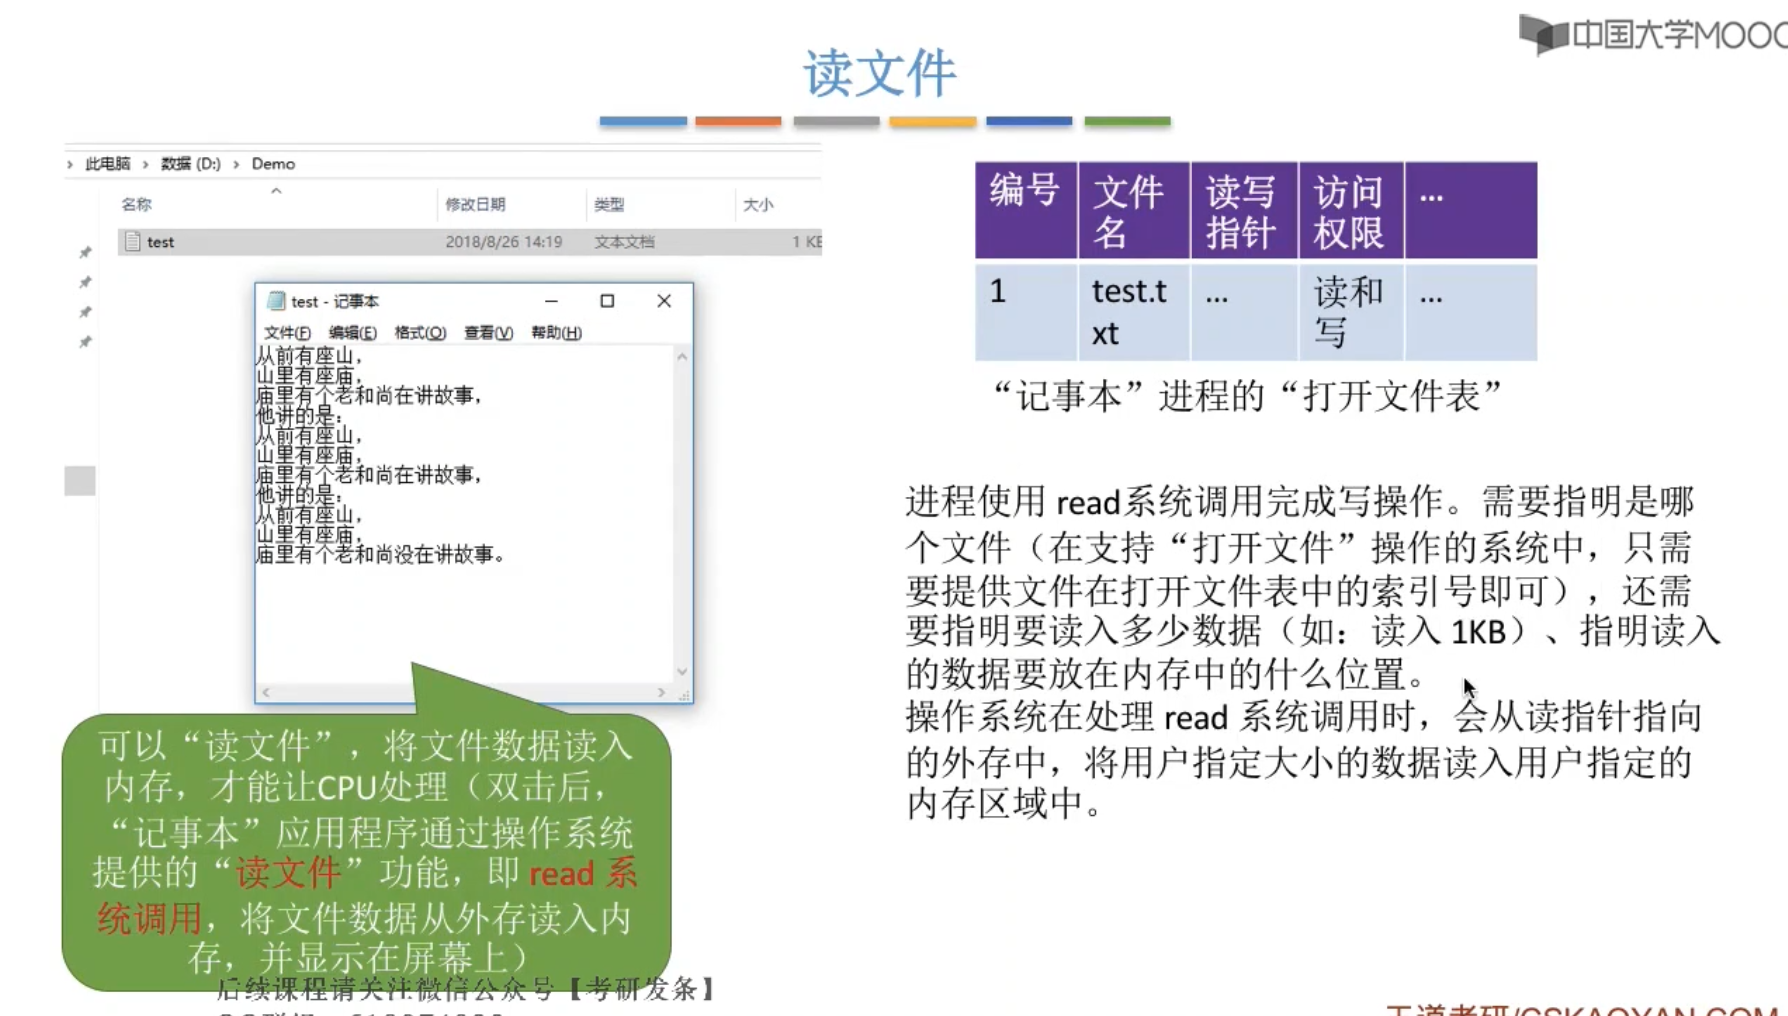 中国大学MOOC
读文件
此电脑 数据 (D:) Demo
名称 修改日期 类型 大小
test 2018/8/26 14:19 文本文档 1 KB
test - 记事本
文件(F) 编辑(E) 格式(O) 查看(V) 帮助(H)
从前有座山，
山里有座庙，
庙里有个老和尚在讲故事，
他讲的是：
从前有座山，
山里有座庙，
庙里有个老和尚在讲故事，
他讲的是：
从前有座山，
山里有座庙，
庙里有个老和尚没在讲故事。
可以“读文件”，将文件数据读入
内存，才能让CPU处理（双击后，
“记事本”应用程序通过操作系统
提供的“读文件”功能，即 read 系
统调用，将文件数据从外存读入内
存，并显示在屏幕上）
编号 文件名 读写指针 访问权限 ...
1 test.txt ... 读和写 ...
“记事本”进程的“打开文件表”
进程使用 read系统调用完成写操作。需要指明是哪
个文件（在支持“打开文件”操作的系统中，只需
要提供文件在打开文件表中的索引号即可），还需
要指明要读入多少数据（如：读入 1KB）、指明读入
的数据要放在内存中的什么位置。
操作系统在处理 read 系统调用时，会从读指针指向
的外存中，将用户指定大小的数据读入用户指定的
内存区域中。
后续课程请关注微信公众号【考研发条】
王道考研/CSKAOYAN.COM